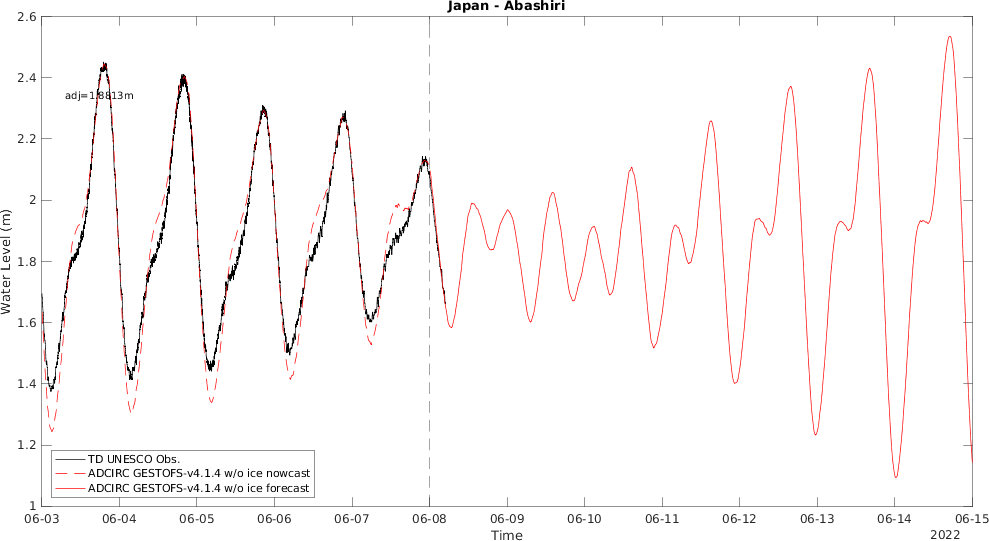 Japan - Abashiri
2.6
2.4
2.2
2
1.8
1.6
1.4
1.2
1
Water Level (m)
adj=1.8813m
TD UNESCO Obs.
ADCIRC GESTOFS-v4.1.4 w/o ice nowcast
ADCIRC GESTOFS-v4.1.4 w/o ice forecast
06-03 06-04 06-05 06-06 06-07 06-08 06-09 06-10 06-11 06-12 06-13 06-14 06-15
Time
2022